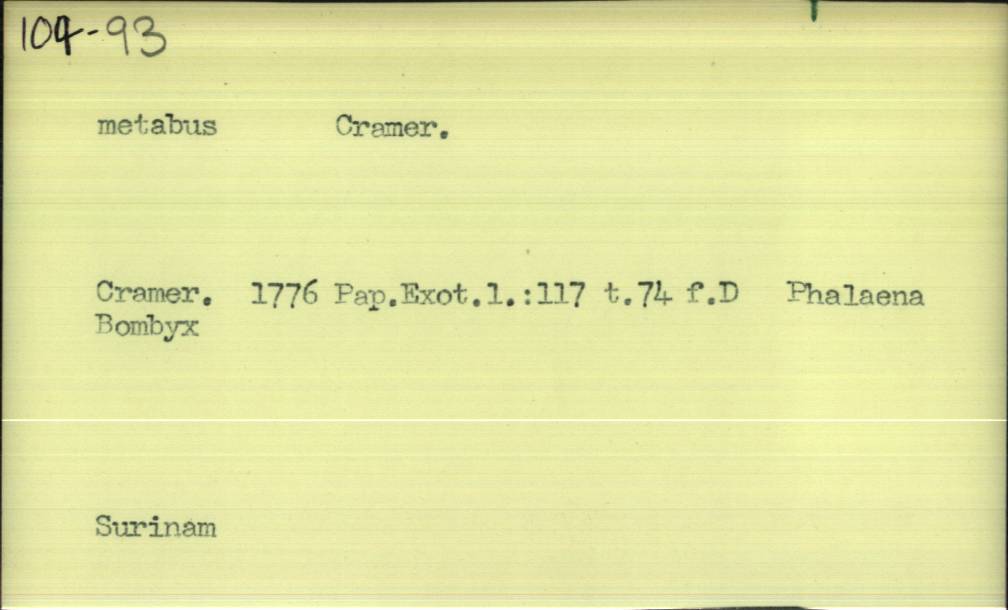 104-93
metabus Cramer.
Cramer. 1776 Pap.Exot.1.:117 t.74 f.D Phalaena
Bombyx
Surinam